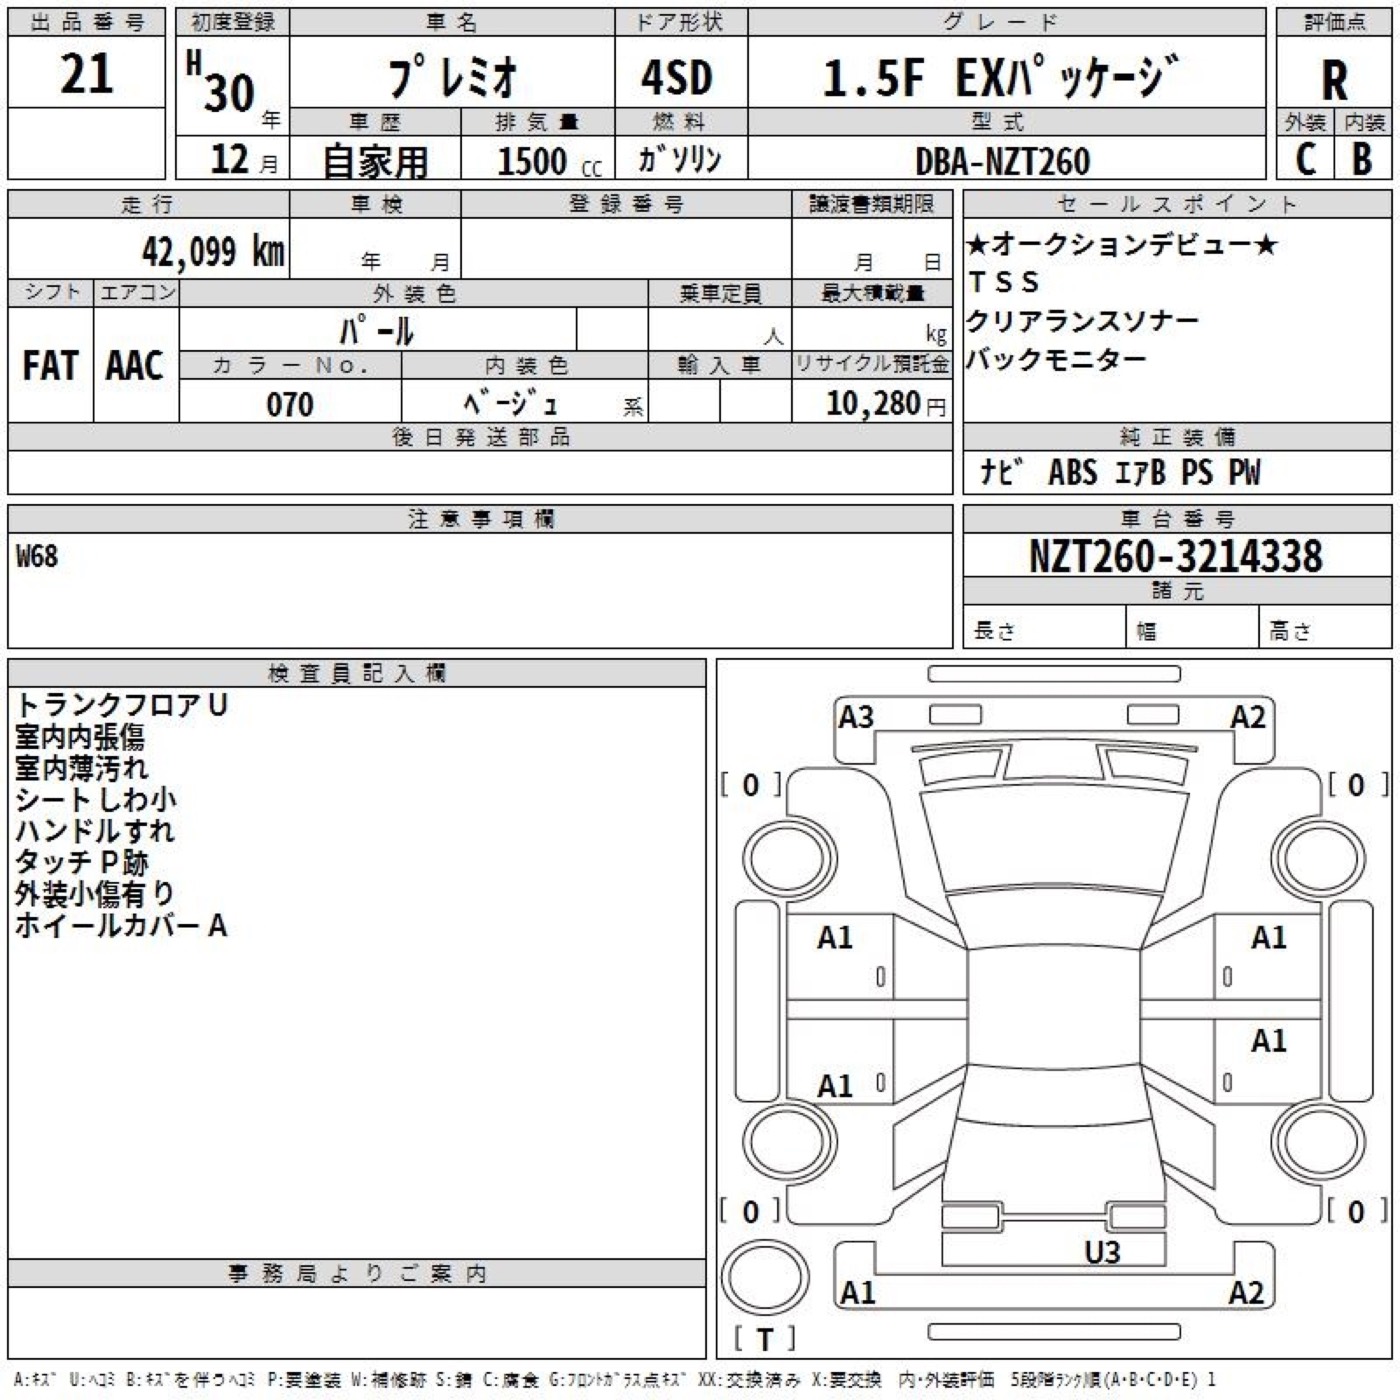 出品番号 初度登録 車名 ドア形状 グレード 評価点
21 H30年 プレミオ 4SD 1.5F EXパッケージ R
車歴 排気量 燃料 型式 外装 内装
12月 自家用 1500 CC ガソリン DBA-NZT260 C B
走行 車検 登録番号 譲渡書類期限
42,099 km 年 月 月 日
シフト エアコン 外装色 乗車定員 最大積載量
FAT AAC パール 人 kg
カラーNo. 内装色 輸入車 リサイクル預託金
070 ベージュ 系 10,280円
後日発送部品
セールスポイント
★オークションデビュー★
TSS
クリアランスソナー
バックモニター
純正装備
ナビ ABS エアB PS PW
注意事項欄
W68
車台番号
NZT260-3214338
諸元
長さ 幅 高さ
検査員記入欄
トランクフロアU
室内内張傷
室内薄汚れ
シートしわ小
ハンドルすれ
タッチP跡
外装小傷有り
ホイールカバーA
事務局よりご案内
A3 A2
[ 0 ] [ 0 ]
A1 A1
A1
A1
[ 0 ] [ 0 ]
U3
A1 A2
[ T ]
A:キズ U:ヘコミ B:キズを伴うヘコミ P:要塗装 W:補修跡 S:錆 C:腐食 G:フロントガラス点キズ XX:交換済み X:要交換 内・外装評価 5段階ランク順(A・B・C・D・E) 1